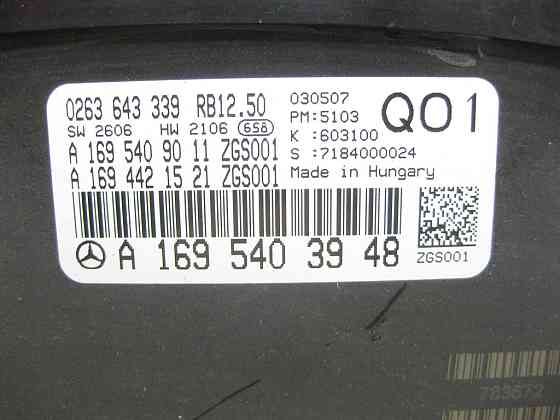 0263 643 339 RB12.50 030507 Q01
SW 2606 HW 2106 658 PM:5103
K :603100
A 169 540 90 11 ZGS001 S :7184000024
A 169 442 15 21 ZGS001 Made in Hungary
A 169 540 39 48 ZGS001
783672